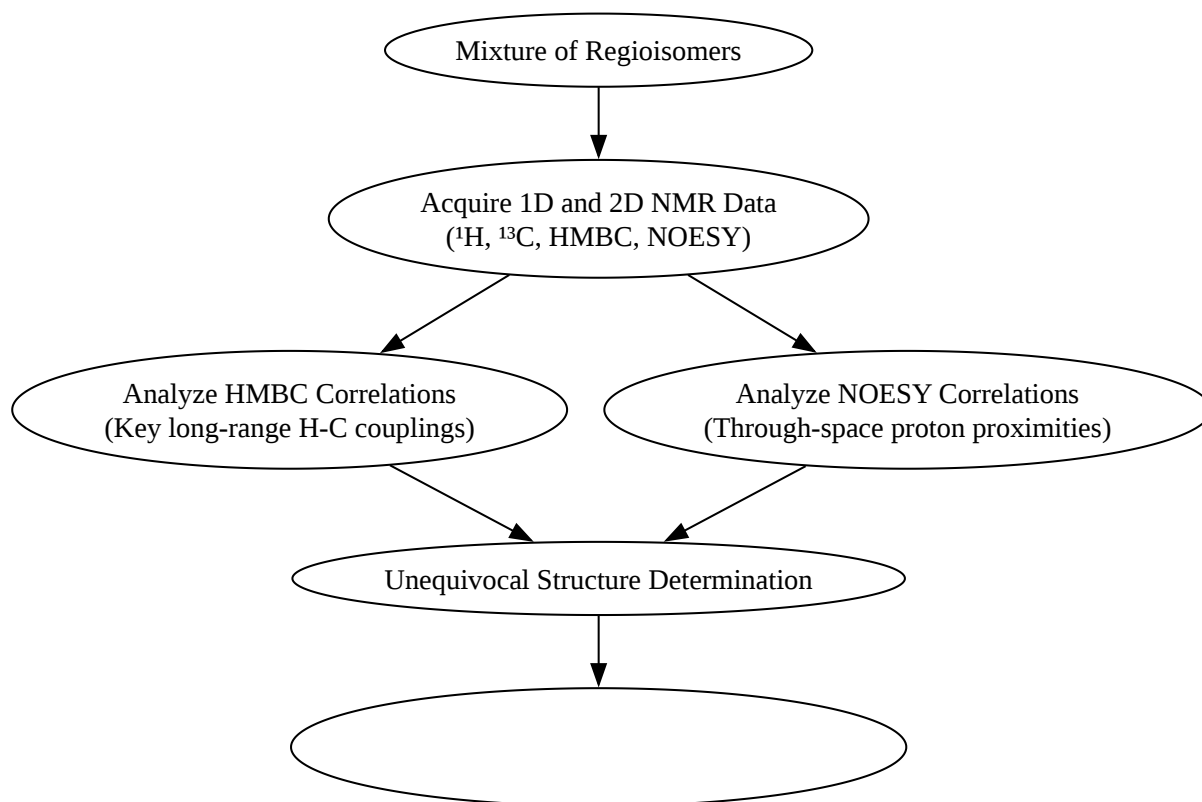 Mixture of Regioisomers
Acquire 1D and 2D NMR Data
(¹H, ¹³C, HMBC, NOESY)
Analyze HMBC Correlations
(Key long-range H-C couplings)
Analyze NOESY Correlations
(Through-space proton proximities)
Unequivocal Structure Determination